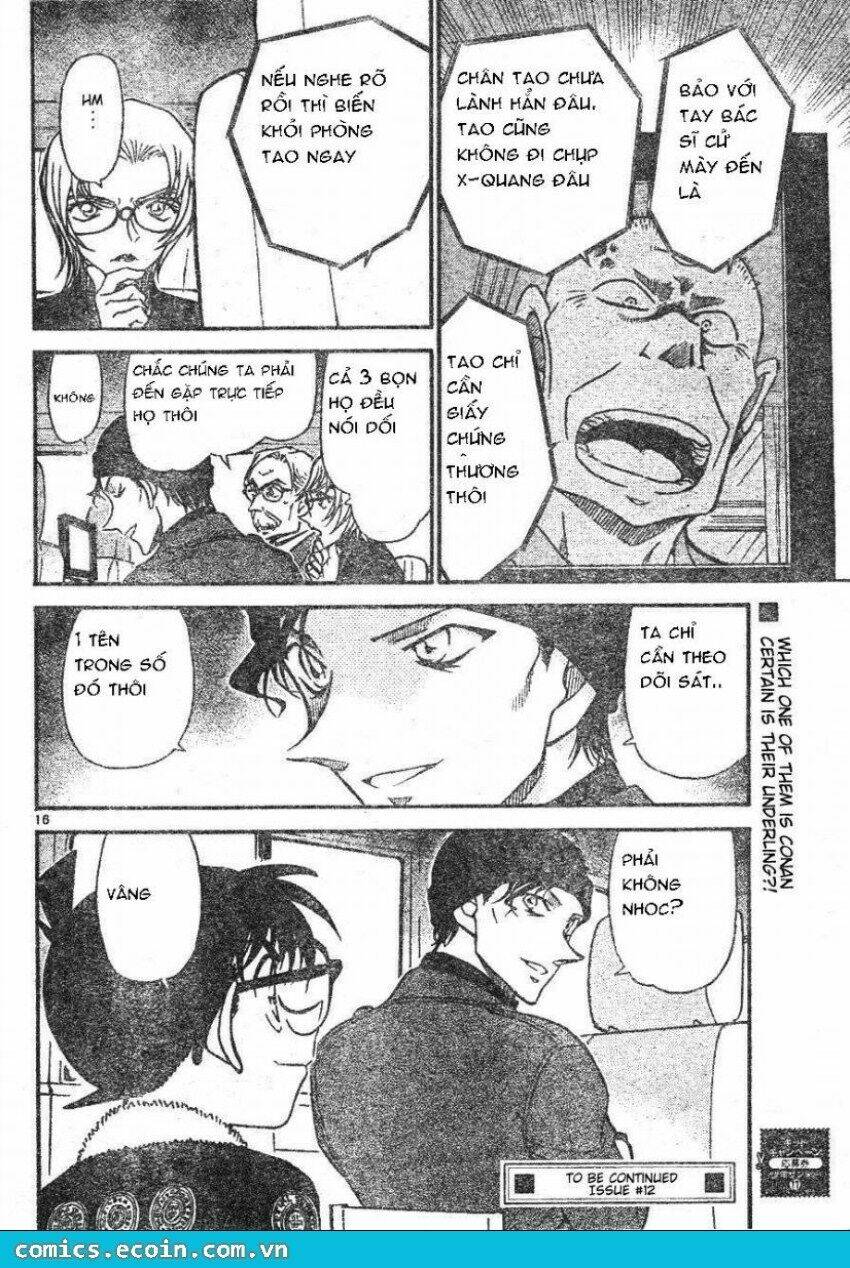 BẢO VỚI
TAY BÁC
SĨ CỬ
MÀY ĐẾN
LÀ
CHÂN TAO CHƯA
LÀNH HẲN ĐÂU.
TAO CŨNG
KHÔNG ĐI CHỤP
X-QUANG ĐÂU
TAO CHỈ
CẦN
GIẤY
CHỨNG
THƯƠNG
THÔI
NẾU NGHE RÕ
RỒI THÌ BIẾN
KHỎI PHÒNG
TAO NGAY
HM
...
CẢ 3 BỌN
HỌ ĐỀU
NỐI DỐI
CHẮC CHÚNG TA PHẢI
ĐẾN GẶP TRỰC TIẾP
HỌ THÔI
KHÔNG
TA CHỈ
CẦN THEO
DÕI SÁT..
1 TÊN
TRONG SỐ
ĐÓ THÔI
WHICH ONE OF THEM IS CONAN
CERTAIN IS THEIR UNDERLING?!
16
PHẢI
KHÔNG
NHOC?
VÂNG
TO BE CONTINUED
ISSUE #12
comics.ecoin.com.vn